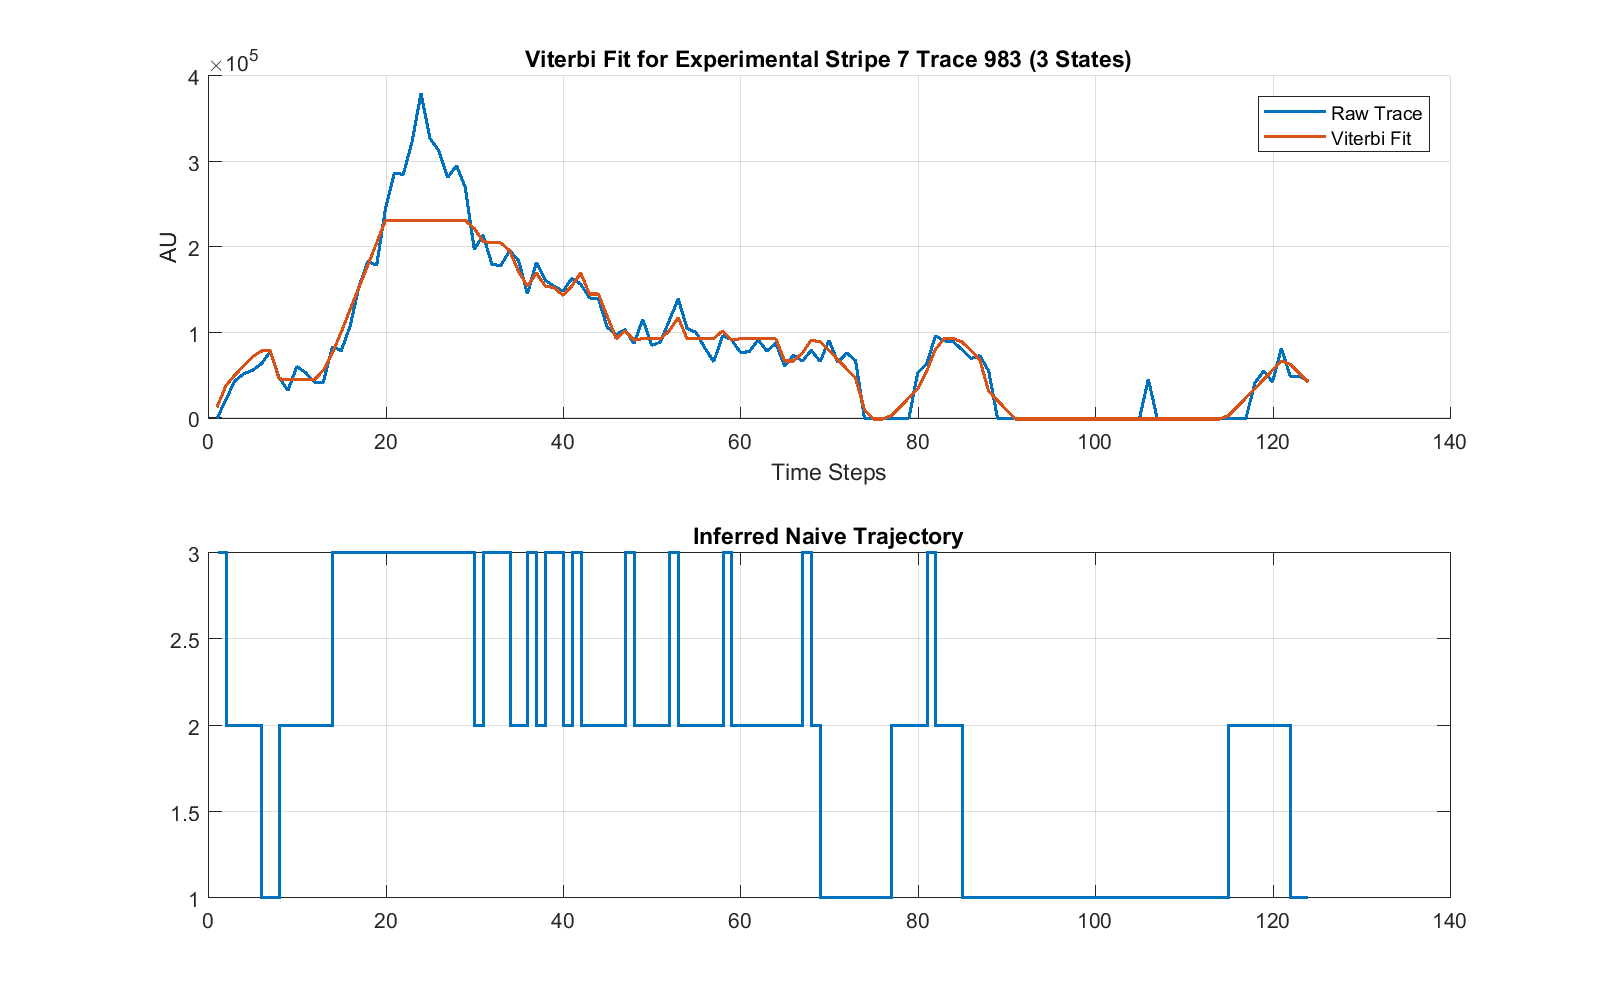 Viterbi Fit for Experimental Stripe 7 Trace 983 (3 States)
×10^5
4
3
2
1
0
AU
Raw Trace
Viterbi Fit
0 20 40 60 80 100 120 140
Time Steps
Inferred Naive Trajectory
3
2.5
2
1.5
1
0 20 40 60 80 100 120 140